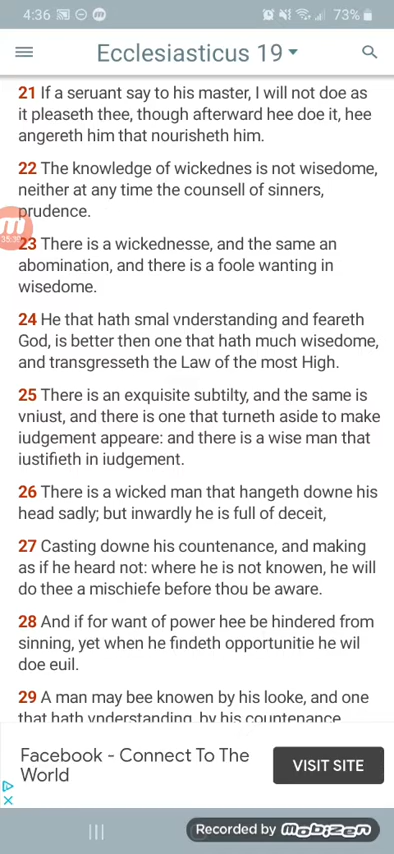 4:36
73%
Ecclesiasticus 19
21 If a seruant say to his master, I will not doe as
it pleaseth thee, though afterward hee doe it, hee
angereth him that nourisheth him.
22 The knowledge of wickednes is not wisedome,
neither at any time the counsell of sinners,
prudence.
35:39
23 There is a wickednesse, and the same an
abomination, and there is a foole wanting in
wisedome.
24 He that hath smal vnderstanding and feareth
God, is better then one that hath much wisedome,
and transgresseth the Law of the most High.
25 There is an exquisite subtilty, and the same is
vniust, and there is one that turneth aside to make
iudgement appeare: and there is a wise man that
iustifieth in iudgement.
26 There is a wicked man that hangeth downe his
head sadly; but inwardly he is full of deceit,
27 Casting downe his countenance, and making
as if he heard not: where he is not knowen, he will
do thee a mischiefe before thou be aware.
28 And if for want of power hee be hindered from
sinning, yet when he findeth opportunitie he wil
doe euil.
29 A man may bee knowen by his looke, and one
that hath vnderstanding, by his countenance
Facebook - Connect To The
World
VISIT SITE
Recorded by mobizen